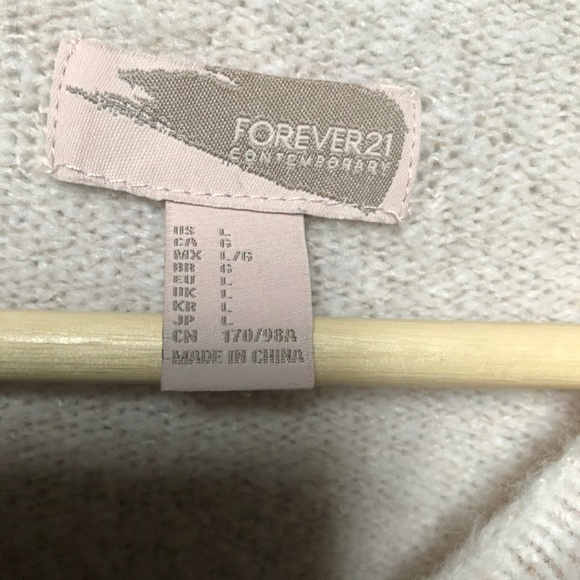 FOREVER21
CONTEMPORARY
US L
CA G
MX L/G
BR G
EU L
UK L
KR L
JP L
CN 170/98A
MADE IN CHINA